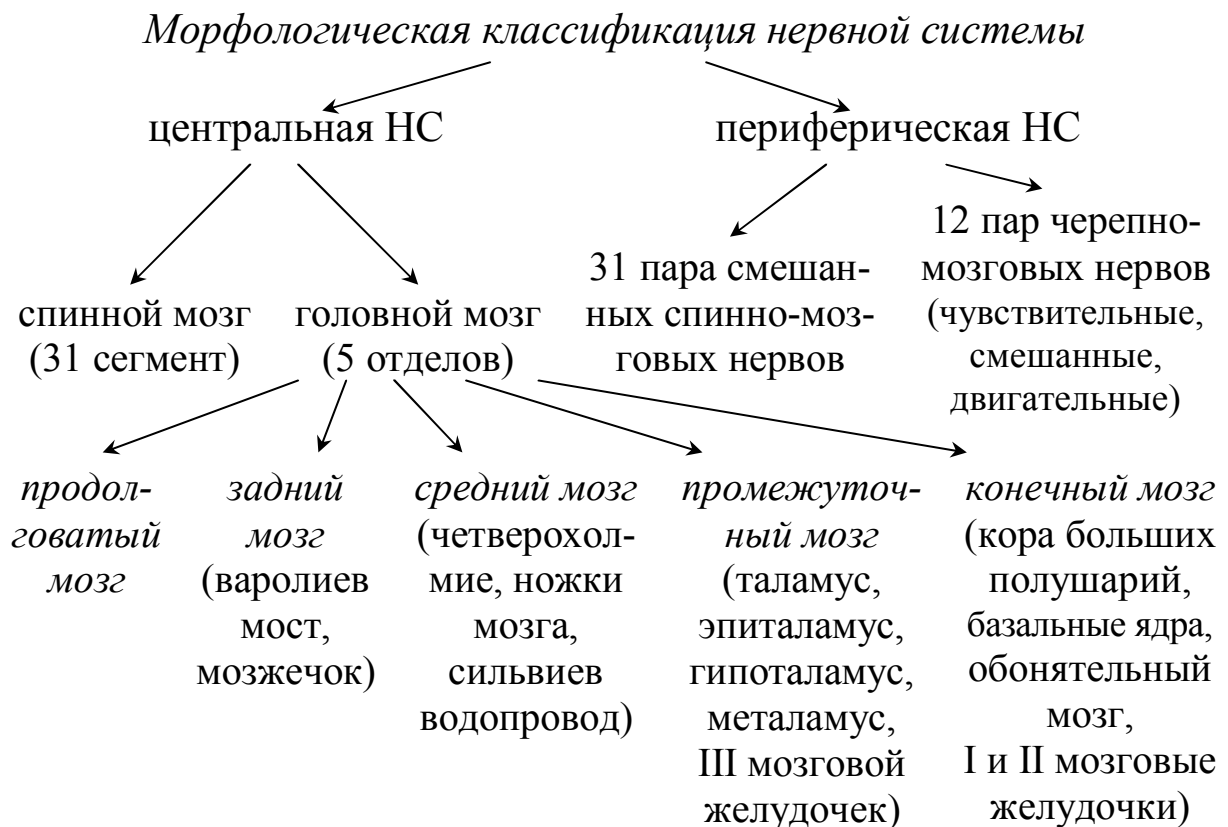 Морфологическая классификация нервной системы
центральная НС
периферическая НС
спинной мозг
(31 сегмент)
головной мозг
(5 отделов)
31 пара смешан-
ных спинно-моз-
говых нервов
12 пар черепно-
мозговых нервов
(чувствительные,
смешанные,
двигательные)
продол-
говатый
мозг
задний
мозг
(варолиев
мост,
мозжечок)
средний мозг
(четверохол-
мие, ножки
мозга,
сильвиев
водопровод)
промежуточ-
ный мозг
(таламус,
эпиталамус,
гипоталамус,
металамус,
III мозговой
желудочек)
конечный мозг
(кора больших
полушарий,
базальные ядра,
обонятельный
мозг,
I и II мозговые
желудочки)